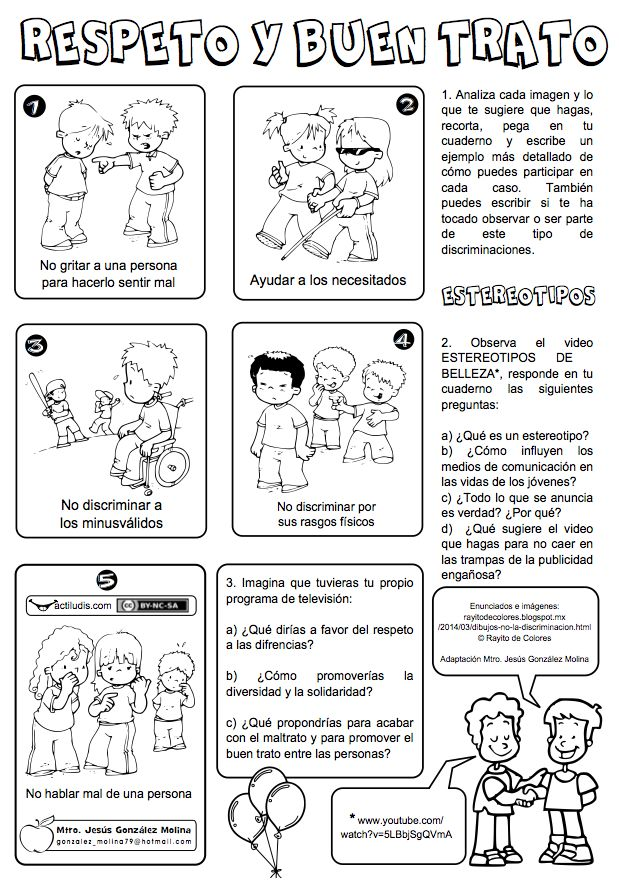 RESPETO Y BUEN TRATO
1
No gritar a una persona
para hacerlo sentir mal
2
Ayudar a los necesitados
1. Analiza cada imagen y lo
que te sugiere que hagas,
recorta, pega en tu
cuaderno y escribe un
ejemplo más detallado de
cómo puedes participar en
cada caso. También
puedes escribir si te ha
tocado observar o ser parte
de este tipo de
discriminaciones.
ESTEREOTIPOS
3
No discriminar a
los minusválidos
4
No discriminar por
sus rasgos físicos
2. Observa el video
ESTEREOTIPOS DE
BELLEZA*, responde en tu
cuaderno las siguientes
preguntas:
a) ¿Qué es un estereotipo?
b) ¿Cómo influyen los
medios de comunicación en
las vidas de los jóvenes?
c) ¿Todo lo que se anuncia
es verdad? ¿Por qué?
d) ¿Qué sugiere el video
que hagas para no caer en
las trampas de la publicidad
engañosa?
5
actiludis.com
cc BY-NC-SA
No hablar mal de una persona
Mtro. Jesús González Molina
gonzalez_molina79@hotmail.com
3. Imagina que tuvieras tu propio
programa de televisión:
a) ¿Qué dirías a favor del respeto
a las difrencias?
b) ¿Cómo promoverías la
diversidad y la solidaridad?
c) ¿Qué propondrías para acabar
con el maltrato y para promover el
buen trato entre las personas?
Enunciados e imágenes:
rayitodecolores.blogspot.mx
/2014/03/dibujos-no-la-discriminacion.html
© Rayito de Colores
Adaptación Mtro. Jesús González Molina
* www.youtube.com/
watch?v=5LBbjSgQVmA